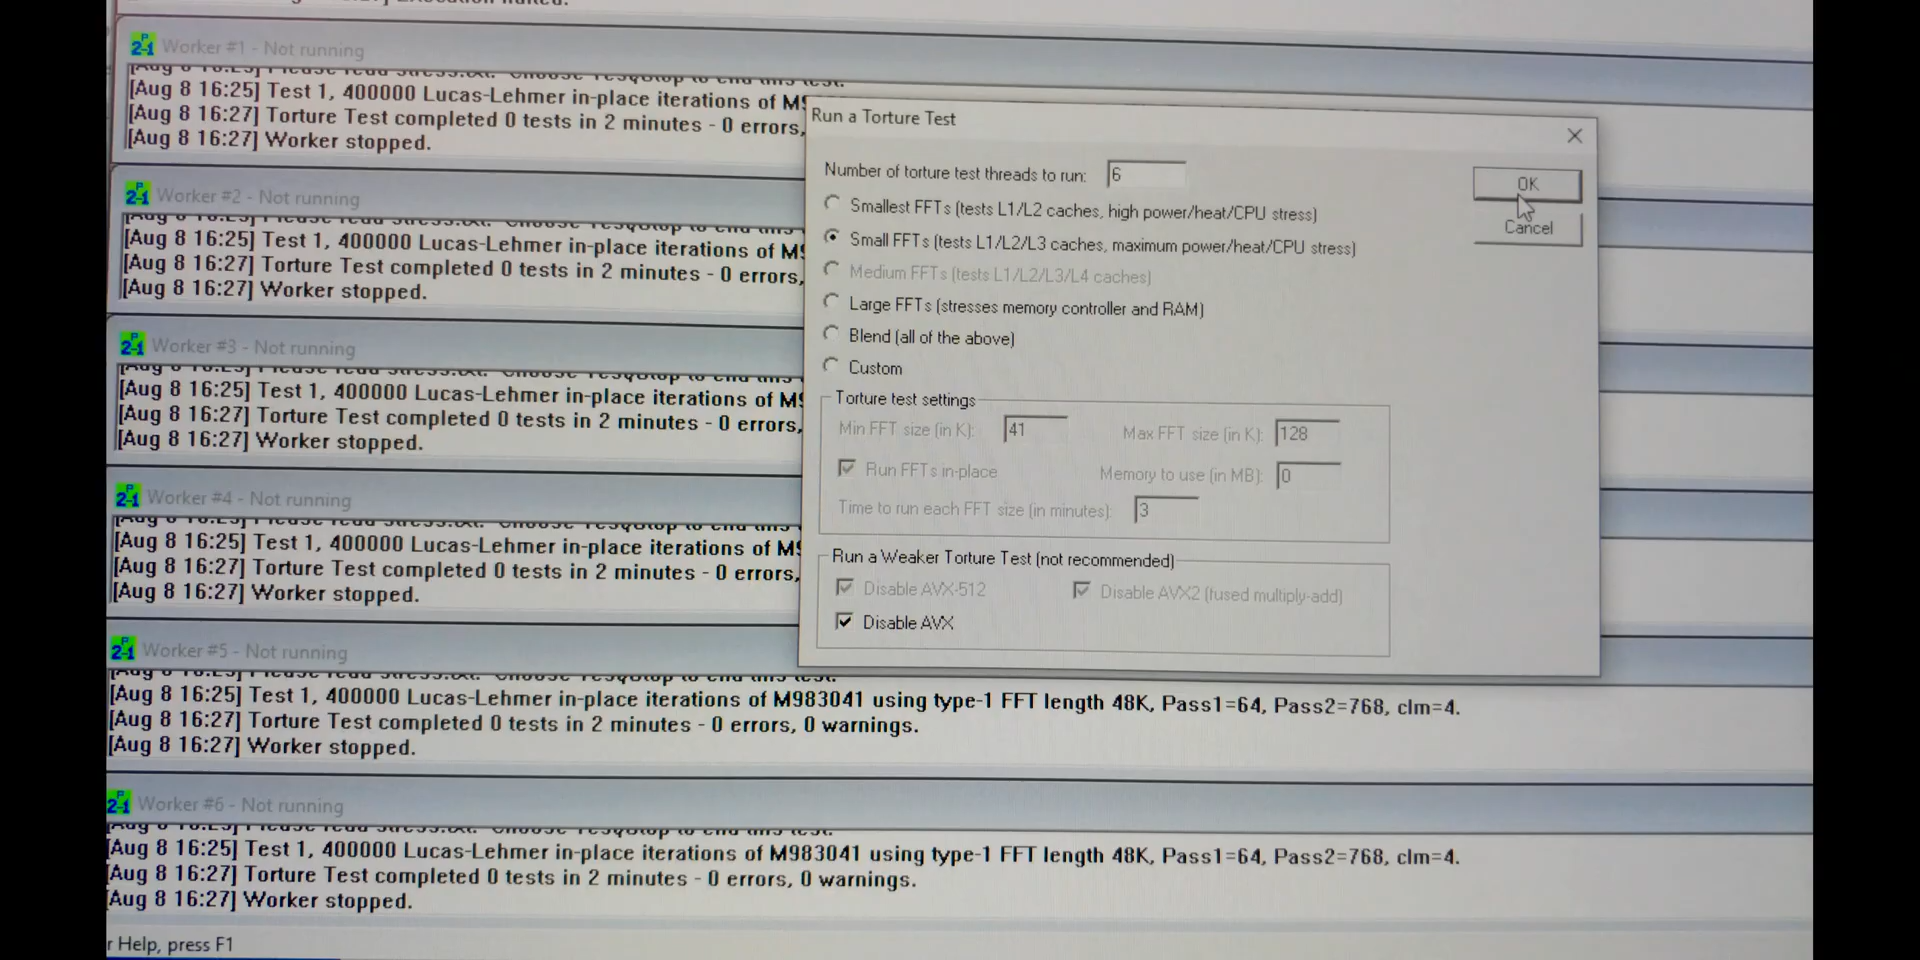 Worker #1 - Not running
[Aug 8 16:25] Test 1, 400000 Lucas-Lehmer in-place iterations of M9
[Aug 8 16:27] Torture Test completed 0 tests in 2 minutes - 0 errors,
[Aug 8 16:27] Worker stopped.
Worker #2 - Not running
[Aug 8 16:25] Test 1, 400000 Lucas-Lehmer in-place iterations of M9
[Aug 8 16:27] Torture Test completed 0 tests in 2 minutes - 0 errors,
[Aug 8 16:27] Worker stopped.
Worker #3 - Not running
[Aug 8 16:25] Test 1, 400000 Lucas-Lehmer in-place iterations of M9
[Aug 8 16:27] Torture Test completed 0 tests in 2 minutes - 0 errors,
[Aug 8 16:27] Worker stopped.
Worker #4 - Not running
[Aug 8 16:25] Test 1, 400000 Lucas-Lehmer in-place iterations of M9
[Aug 8 16:27] Torture Test completed 0 tests in 2 minutes - 0 errors,
[Aug 8 16:27] Worker stopped.
Worker #5 - Not running
[Aug 8 16:25] Test 1, 400000 Lucas-Lehmer in-place iterations of M983041 using type-1 FFT length 48K, Pass1=64, Pass2=768, clm=4.
[Aug 8 16:27] Torture Test completed 0 tests in 2 minutes - 0 errors, 0 warnings.
[Aug 8 16:27] Worker stopped.
Worker #6 - Not running
[Aug 8 16:25] Test 1, 400000 Lucas-Lehmer in-place iterations of M983041 using type-1 FFT length 48K, Pass1=64, Pass2=768, clm=4.
[Aug 8 16:27] Torture Test completed 0 tests in 2 minutes - 0 errors, 0 warnings.
[Aug 8 16:27] Worker stopped.
r Help, press F1
Run a Torture Test
Number of torture test threads to run: 6
Smallest FFTs (tests L1/L2 caches, high power/heat/CPU stress)
Small FFTs (tests L1/L2/L3 caches, maximum power/heat/CPU stress)
Medium FFTs (tests L1/L2/L3/L4 caches)
Large FFTs (stresses memory controller and RAM)
Blend (all of the above)
Custom
OK
Cancel
Torture test settings
Min FFT size (in K): 41 Max FFT size (in K): 128
Run FFTs in-place Memory to use (in MB): 0
Time to run each FFT size (in minutes): 3
Run a Weaker Torture Test (not recommended)
Disable AVX-512 Disable AVX2 (fused multiply-add)
Disable AVX